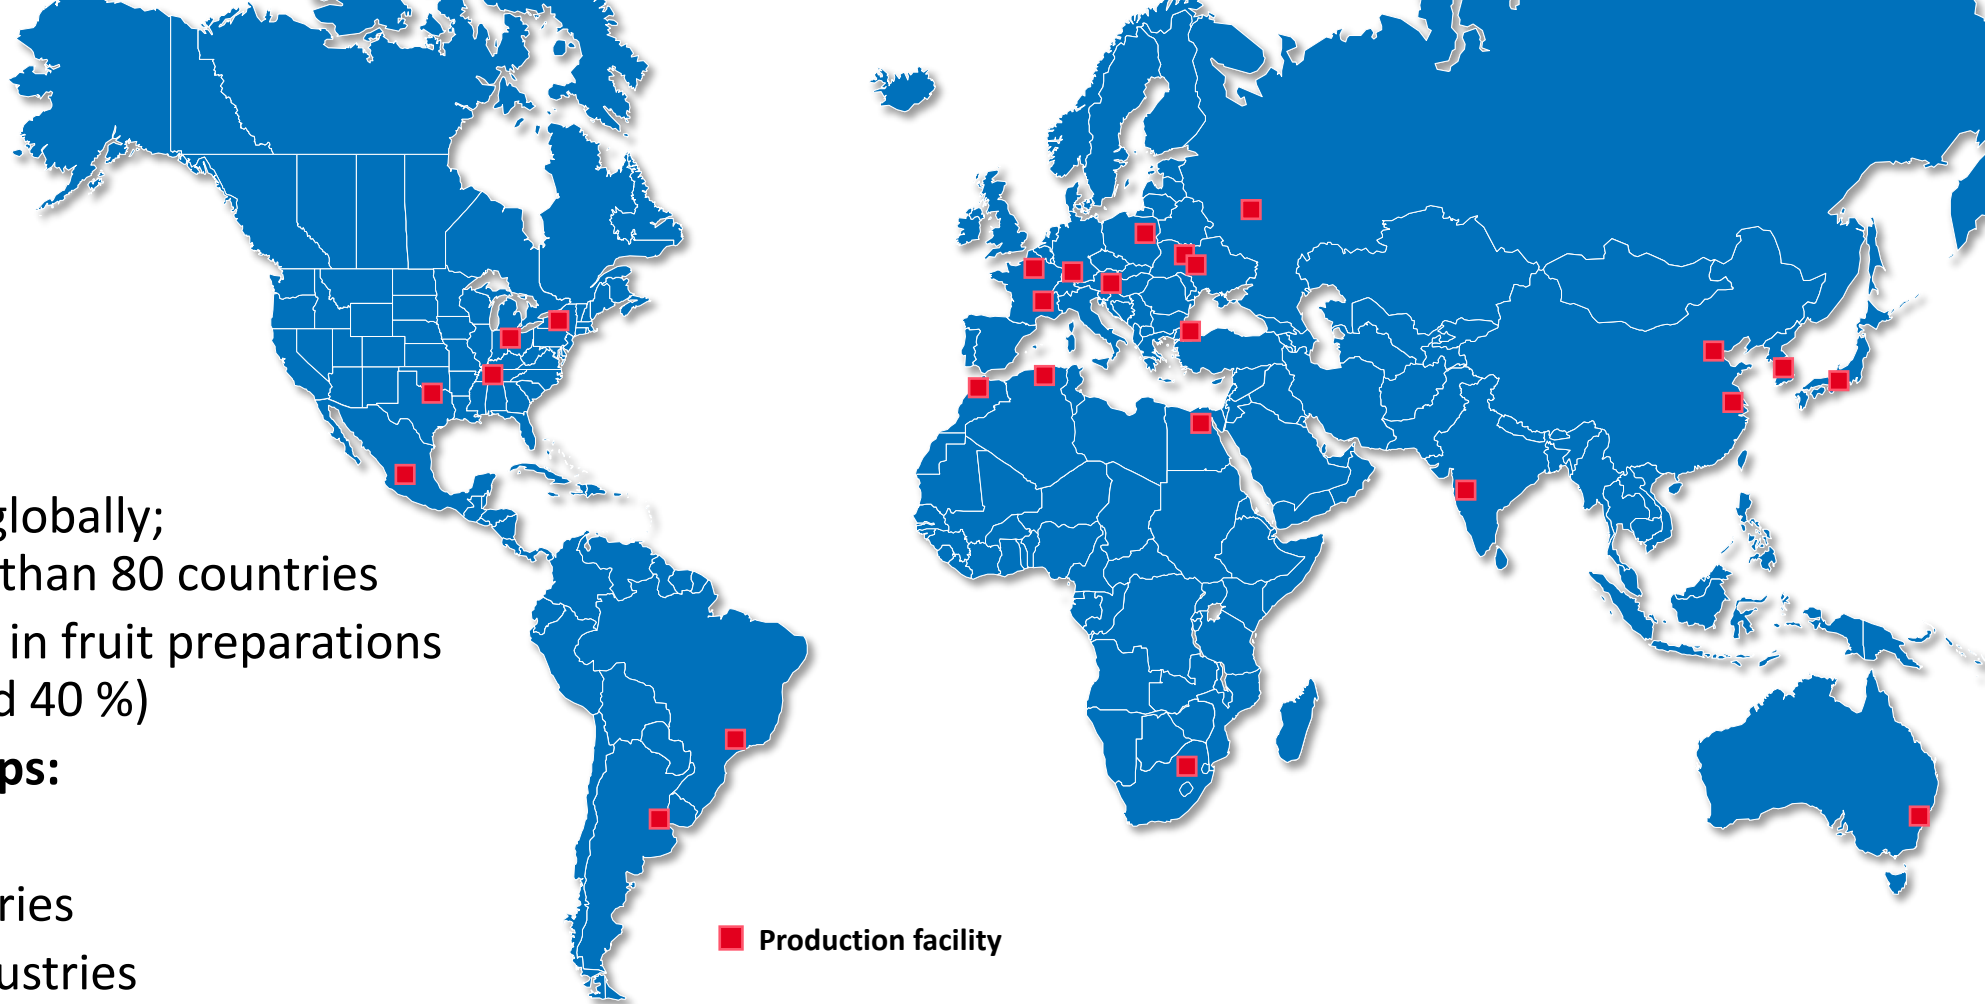 globally;
than 80 countries
in fruit preparations
d 40 %)
ps:
ries
ustries
Production facility